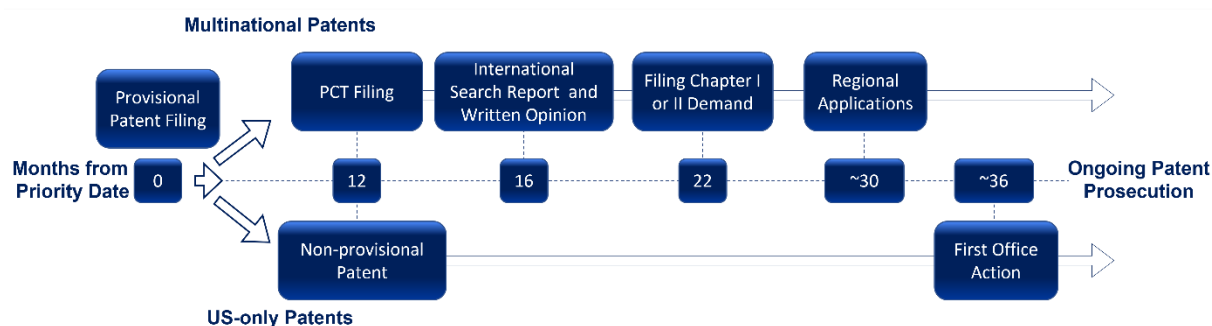 Multinational Patents
Provisional
Patent Filing
PCT Filing
International
Search Report and
Written Opinion
Filing Chapter I
or II Demand
Regional
Applications
Months from
Priority Date
0
12
16
22
~30
~36
Ongoing Patent
Prosecution
Non-provisional
Patent
First Office
Action
US-only Patents